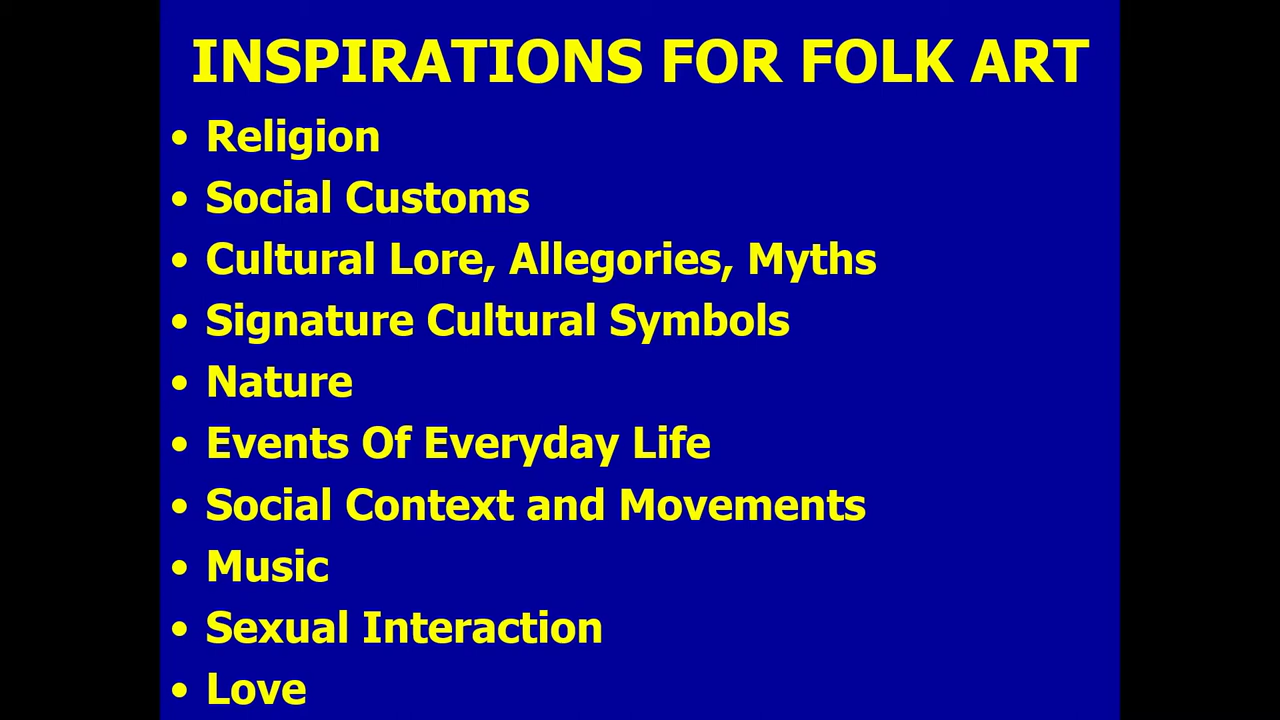 INSPIRATIONS FOR FOLK ART
• Religion
• Social Customs
• Cultural Lore, Allegories, Myths
• Signature Cultural Symbols
• Nature
• Events Of Everyday Life
• Social Context and Movements
• Music
• Sexual Interaction
• Love